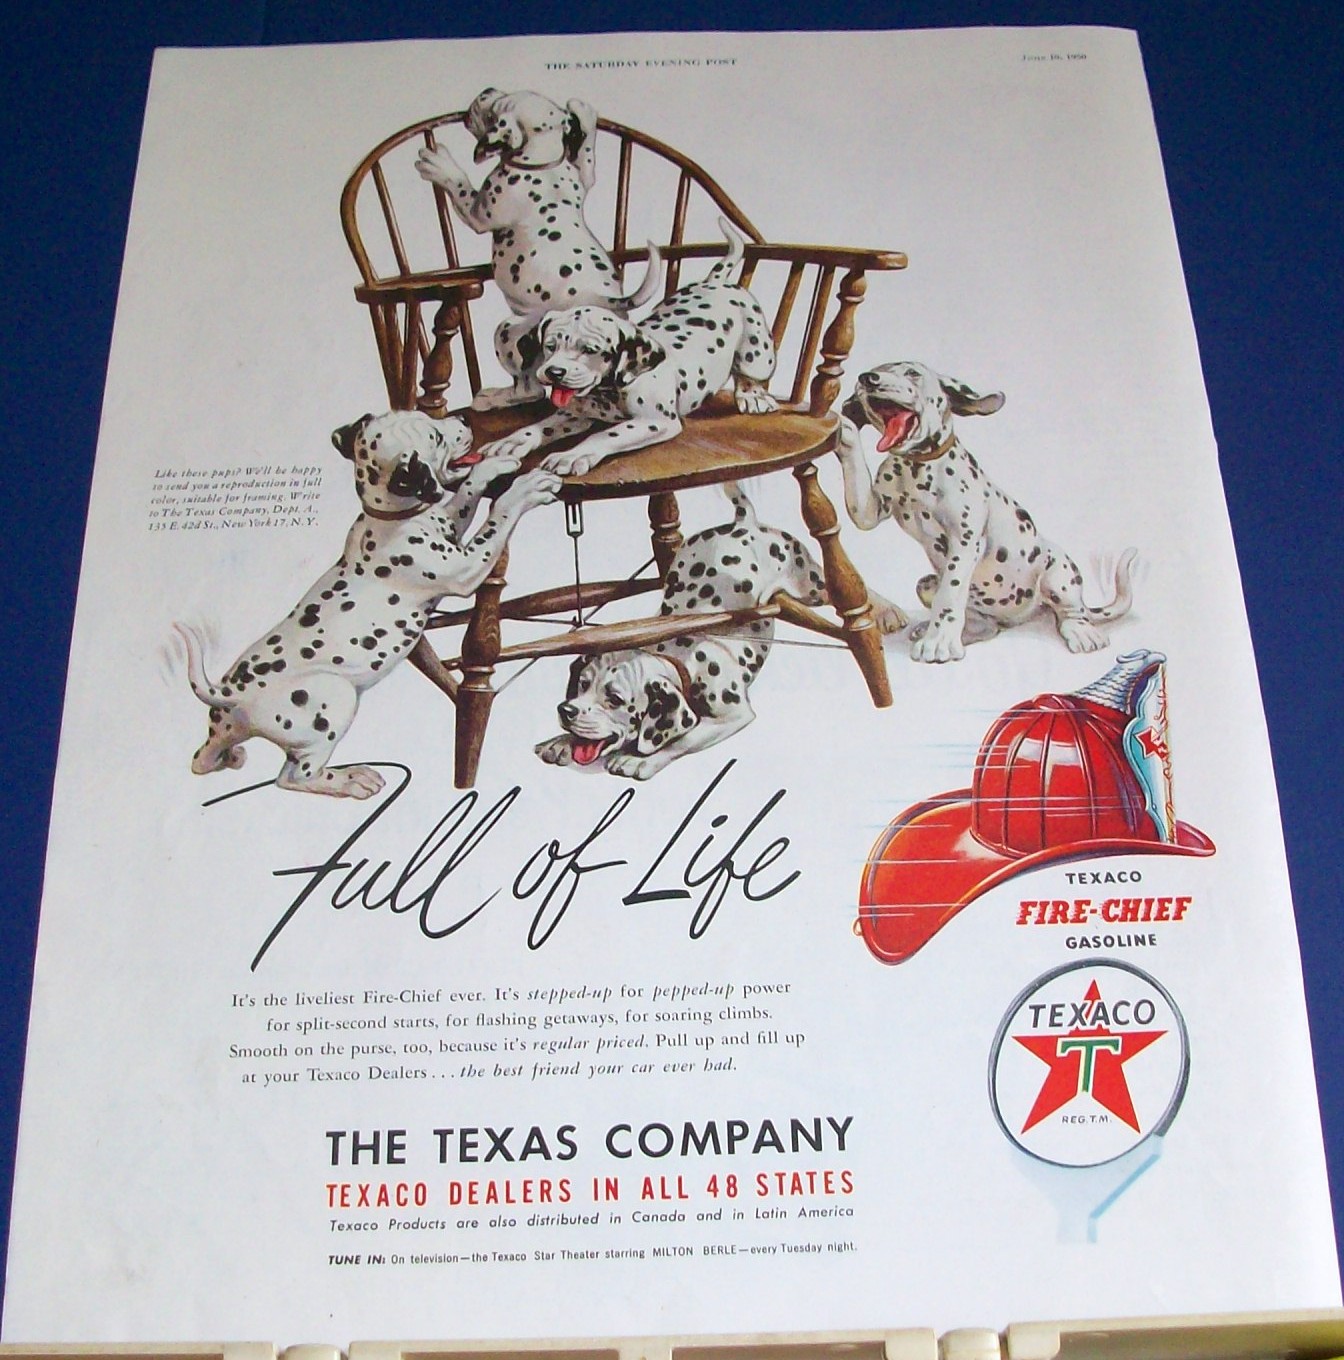 THE SATURDAY EVENING POST
June 10, 1950
Like these pups? We'll be happy
to send you a reproduction in full
color, suitable for framing. Write
to The Texas Company, Dept. A.,
135 E. 42d St., New York 17, N. Y.
Full of Life
TEXACO
FIRE-CHIEF
GASOLINE
It's the liveliest Fire-Chief ever. It's stepped-up for pepped-up power
for split-second starts, for flashing getaways, for soaring climbs.
Smooth on the purse, too, because it's regular priced. Pull up and fill up
at your Texaco Dealers . . . the best friend your car ever had.
TEXACO
T
REG. T.M.
THE TEXAS COMPANY
TEXACO DEALERS IN ALL 48 STATES
Texaco Products are also distributed in Canada and in Latin America
TUNE IN: On television—the Texaco Star Theater starring MILTON BERLE—every Tuesday night.